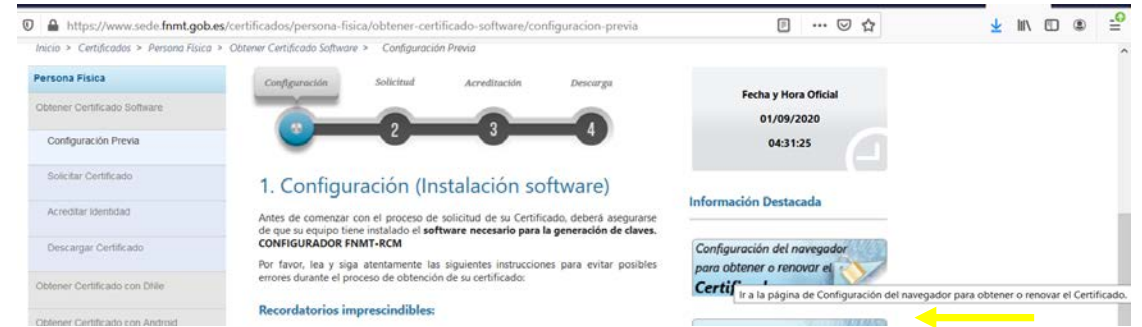 https://www.sede.fnmt.gob.es/certificados/persona-fisica/obtener-certificado-software/configuracion-previa
Inicio > Certificados > Persona Física > Obtener Certificado Software > Configuración Previa
Persona Física
Obtener Certificado Software
Configuración Previa
Solicitar Certificado
Acreditar Identidad
Descargar Certificado
Obtener Certificado con DNIe
Obtener Certificado con Android
Configuración Solicitud Acreditación Descarga
2 3 4
1. Configuración (Instalación software)
Antes de comenzar con el proceso de solicitud de su Certificado, deberá asegurarse
de que su equipo tiene instalado el software necesario para la generación de claves.
CONFIGURADOR FNMT-RCM
Por favor, lea y siga atentamente las siguientes instrucciones para evitar posibles
errores durante el proceso de obtención de su certificado:
Recordatorios imprescindibles:
Fecha y Hora Oficial
01/09/2020
04:31:25
Información Destacada
Configuración del navegador
para obtener o renovar el
Ir a la página de Configuración del navegador para obtener o renovar el Certificado.